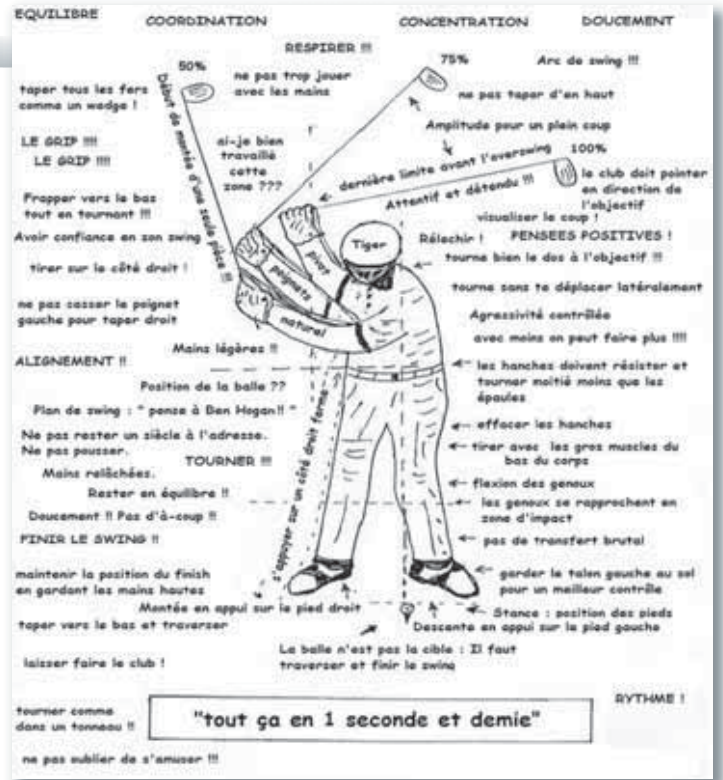 EQUILIBRE
COORDINATION
CONCENTRATION
DOUCEMENT
RESPIRER !!!
50%
75%
Arc de swing !!!
ne pas trop jouer
avec les mains
taper tous les fers
comme un wedge !
Début de montée d'une seule pièce !!!
ne pas taper d'en haut
Amplitude pour un plein coup
LE GRIP !!!!
LE GRIP !!!!
ai-je bien
travaillé
cette
zone ???
dernière limite avant l'overswing
100%
Attentif et détendu !!!
le club doit pointer
en direction de
l'objectif
Frapper vers le bas
tout en tournant !!!
visualiser le coup !
Avoir confiance en son swing
Tiger
Rélechir !
PENSEES POSITIVES !
pivot
poignets
naturel
tourne bien le dos à l'objectif !!!
tirer sur le côté droit !
tourne sans te déplacer latéralement
ne pas casser le poignet
gauche pour taper droit
Agressivité contrôlée
avec moins on peut faire plus !!!!
Mains légères !!
ALIGNEMENT !!
les hanches doivent résister et
tourner moitié moins que les
épaules
Position de la balle ??
Plan de swing : " pense à Ben Hogan!! "
effacer les hanches
Ne pas rester un siècle à l'adresse.
Ne pas pousser.
tirer avec les gros muscles du
bas du corps
TOURNER !!!
s'appuyer sur un côté droit ferme
Mains relâchées.
flexion des genoux
Rester en équilibre !!
les genoux se rapprochent en
zone d'impact
Doucement !! Pas d'à-coup !!
FINIR LE SWING !!
pas de transfert brutal
maintenir la position du finish
en gardant les mains hautes
garder le talon gauche au sol
pour un meilleur contrôle
Montée en appui sur le pied droit
Stance : position des pieds
taper vers le bas et traverser
Descente en appui sur le pied gauche
La balle n'est pas la cible : Il faut
traverser et finir le swing
laisser faire le club !
RYTHME !
tourner comme
dans un tonneau !!
"tout ça en 1 seconde et demie"
ne pas oublier de s'amuser !!!